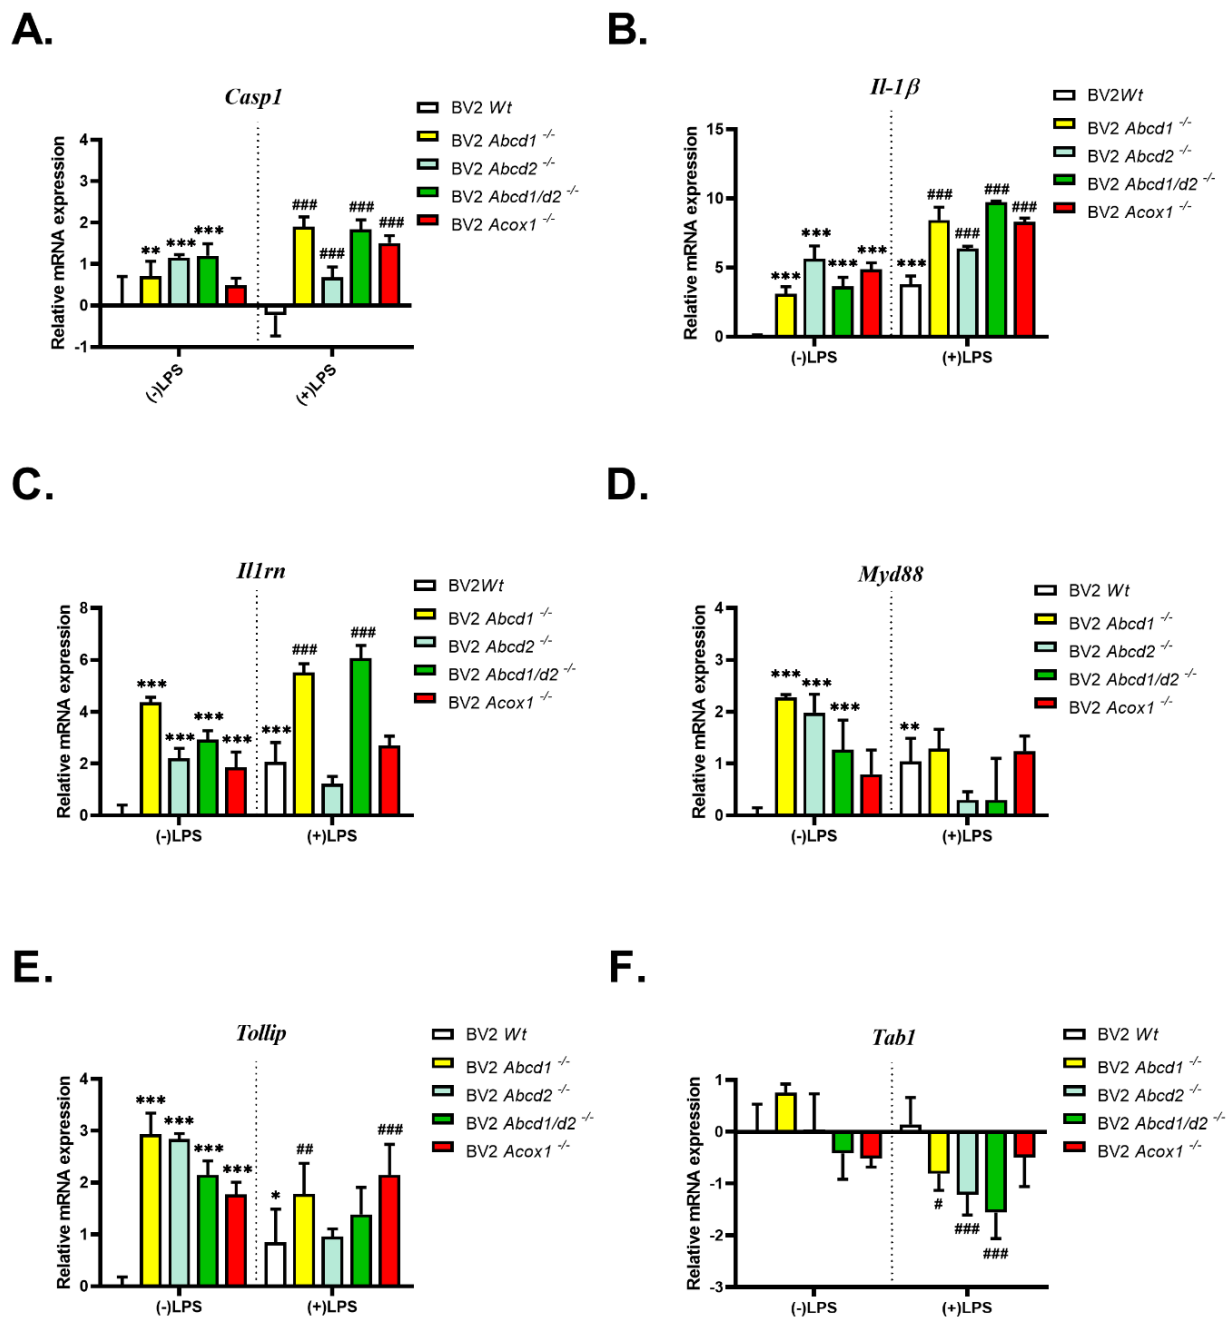 A.
Casp1
Relative mRNA expression
4
3
2
1
0
-1
** *** ***
### ### ### ###
(-)LPS (+)LPS
BV2 Wt
BV2 Abcd1 -/-
BV2 Abcd2 -/-
BV2 Abcd1/d2 -/-
BV2 Acox1 -/-
B.
Il-1β
Relative mRNA expression
15
10
5
0
*** *** *** ***
*** ### ### ### ###
(-)LPS (+)LPS
BV2Wt
BV2 Abcd1 -/-
BV2 Abcd2 -/-
BV2 Abcd1/d2 -/-
BV2 Acox1 -/-
C.
Il1rn
Relative mRNA expression
8
6
4
2
0
*** *** *** ***
*** ### ###
(-)LPS (+)LPS
BV2Wt
BV2 Abcd1 -/-
BV2 Abcd2 -/-
BV2 Abcd1/d2 -/-
BV2 Acox1 -/-
D.
Myd88
Relative mRNA expression
4
3
2
1
0
*** *** ***
**
(-)LPS (+)LPS
BV2 Wt
BV2 Abcd1 -/-
BV2 Abcd2 -/-
BV2 Abcd1/d2 -/-
BV2 Acox1 -/-
E.
Tollip
Relative mRNA expression
4
3
2
1
0
*** *** *** ***
* ## ###
(-)LPS (+)LPS
BV2 Wt
BV2 Abcd1 -/-
BV2 Abcd2 -/-
BV2 Abcd1/d2 -/-
BV2 Acox1 -/-
F.
Tab1
Relative mRNA expression
1
0
-1
-2
-3
# ### ###
(-)LPS (+)LPS
BV2 Wt
BV2 Abcd1 -/-
BV2 Abcd2 -/-
BV2 Abcd1/d2 -/-
BV2 Acox1 -/-